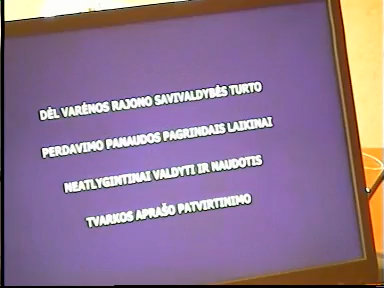 DĖL VARĖNOS RAJONO SAVIVALDYBĖS TURTO
PERDAVIMO PANAUDOS PAGRINDAIS LAIKINAI
NEATLYGINTINAI VALDYTI IR NAUDOTIS
TVARKOS APRAŠO PATVIRTINIMO